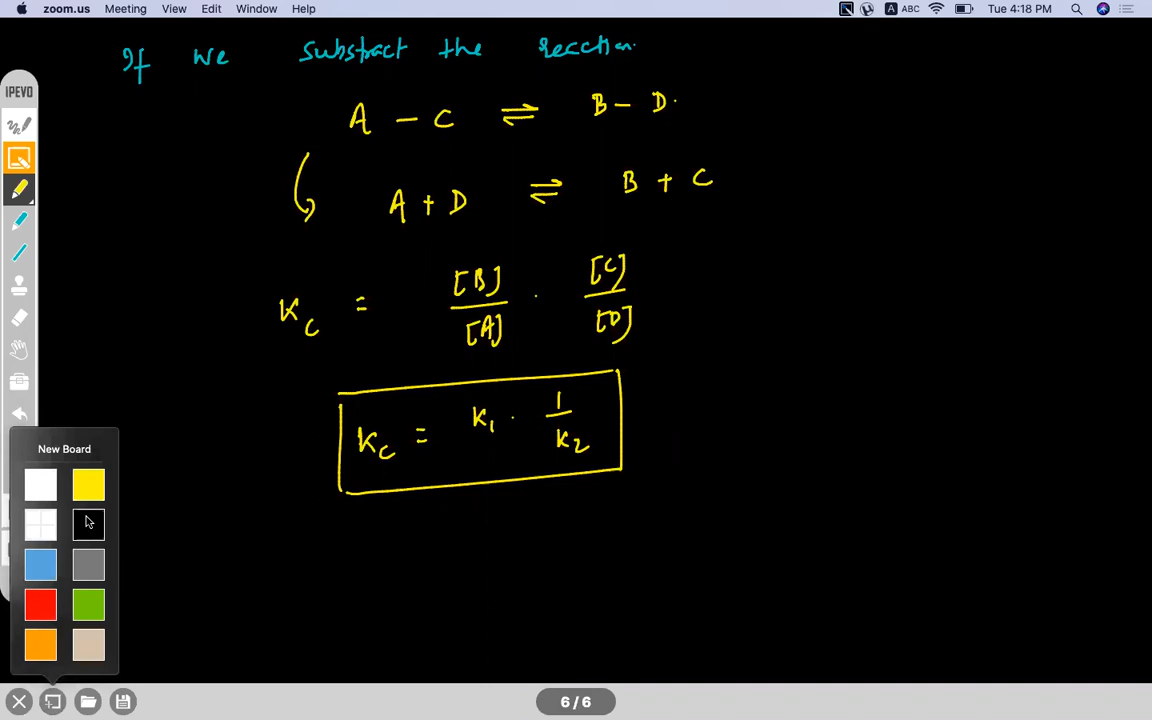 zoom.us Meeting View Edit Window Help A ABC Tue 4:18 PM
If we substract the reaction.
IPEVO
A - C ⇌ B - D.
A + D ⇌ B + C
Kc = [B]/[A] . [C]/[D]
Kc = K1 . 1/K2
New Board
6/6